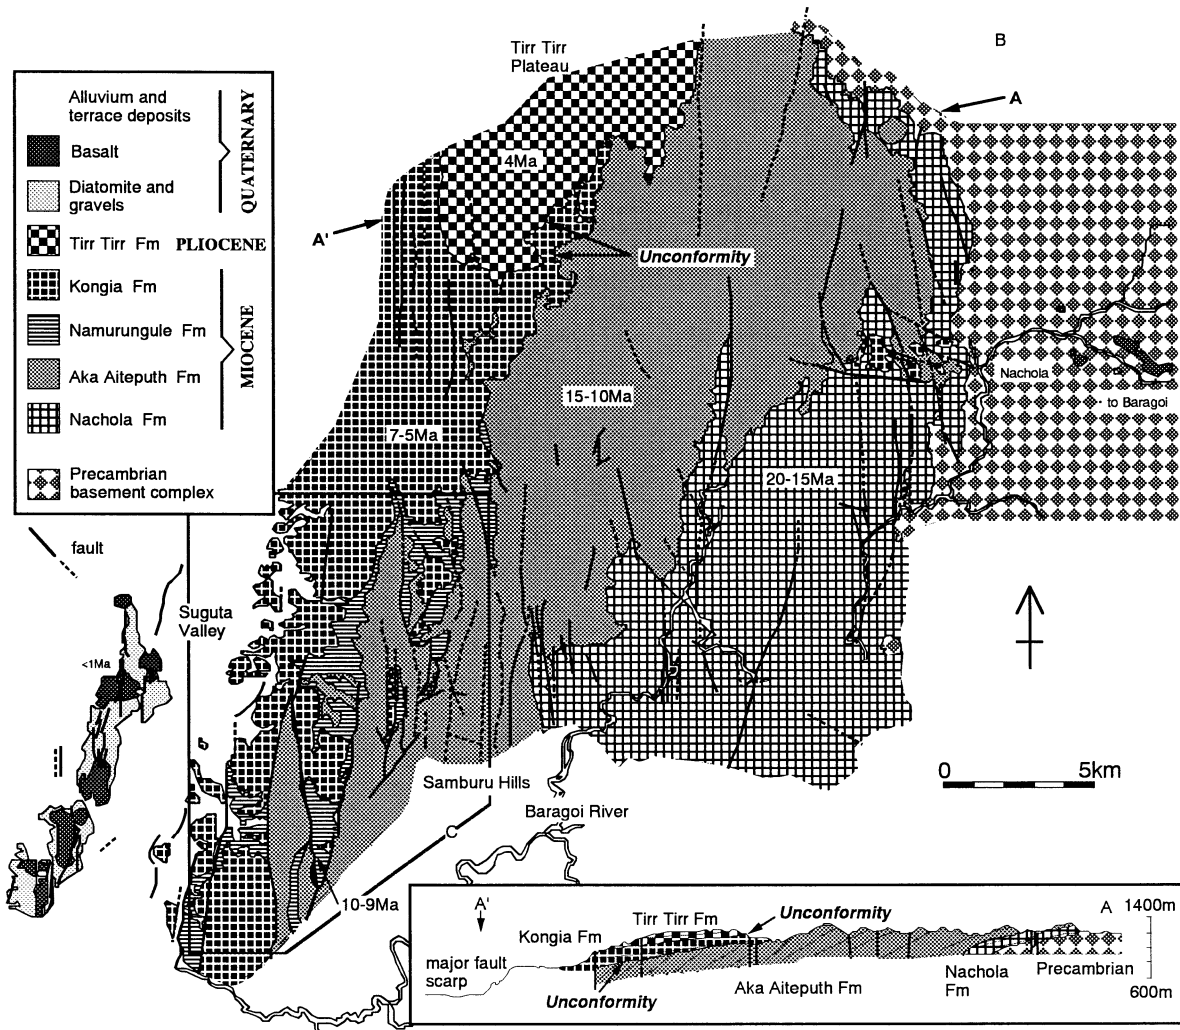 Tirr Tirr
Plateau
B
A
Alluvium and
terrace deposits
Basalt
Diatomite and
gravels
QUATERNARY
Tirr Tirr Fm PLIOCENE
Kongia Fm
Namurungule Fm
Aka Aiteputh Fm
Nachola Fm
MIOCENE
Precambrian
basement complex
fault
4Ma
A'
Unconformity
15-10Ma
7-5Ma
20-15Ma
Nachola
to Baragoi
Suguta
Valley
<1Ma
Samburu Hills
Baragoi River
C
10-9Ma
0 5km
A'
Kongia Fm
Tirr Tirr Fm
Unconformity
A
1400m
major fault
scarp
Unconformity
Aka Aiteputh Fm
Nachola
Fm
Precambrian
600m